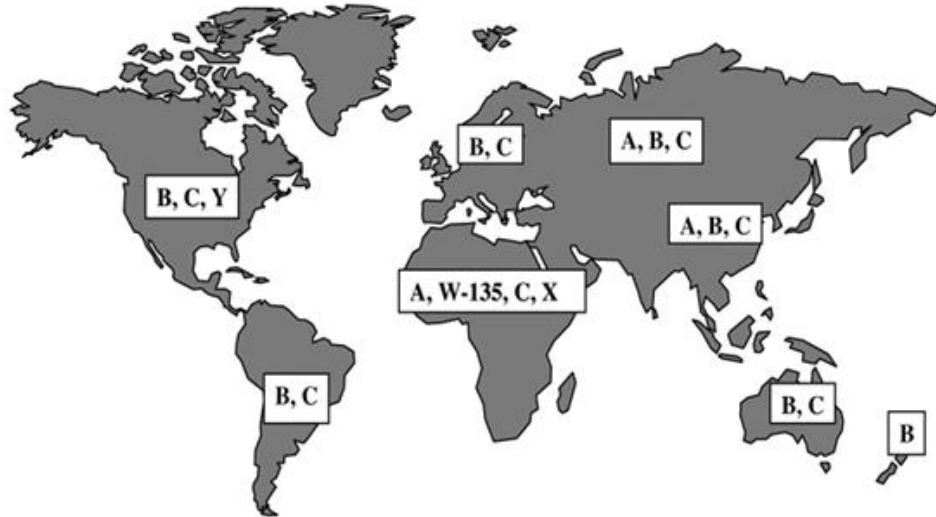 B, C
A, B, C
B, C, Y
A, B, C
A, W-135, C, X
B, C
B, C
B